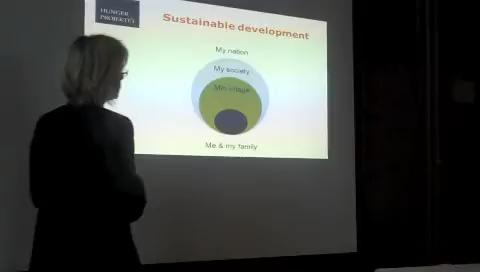 HUNGER
PROJEKTET
Sustainable development
My nation
My society
My village
Me & my family